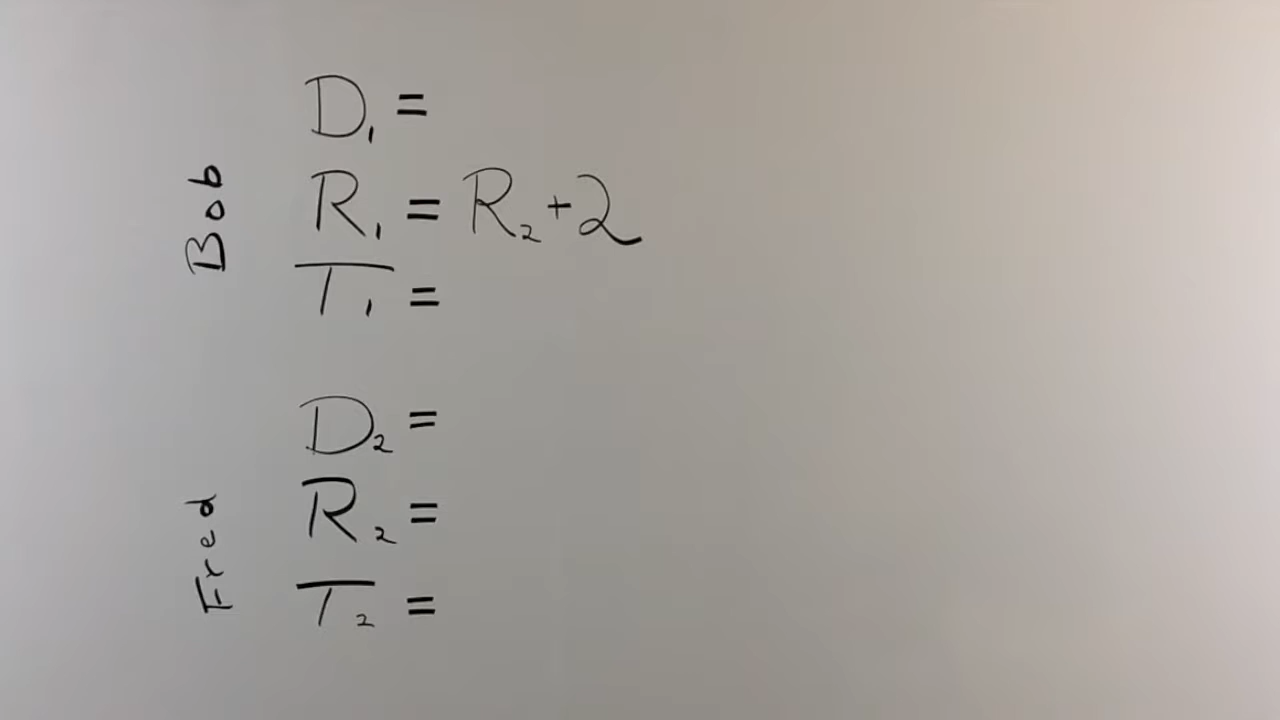 Bob
D₁ =
R₁ = R₂ + 2
T₁ =
Fred
D₂ =
R₂ =
T₂ =